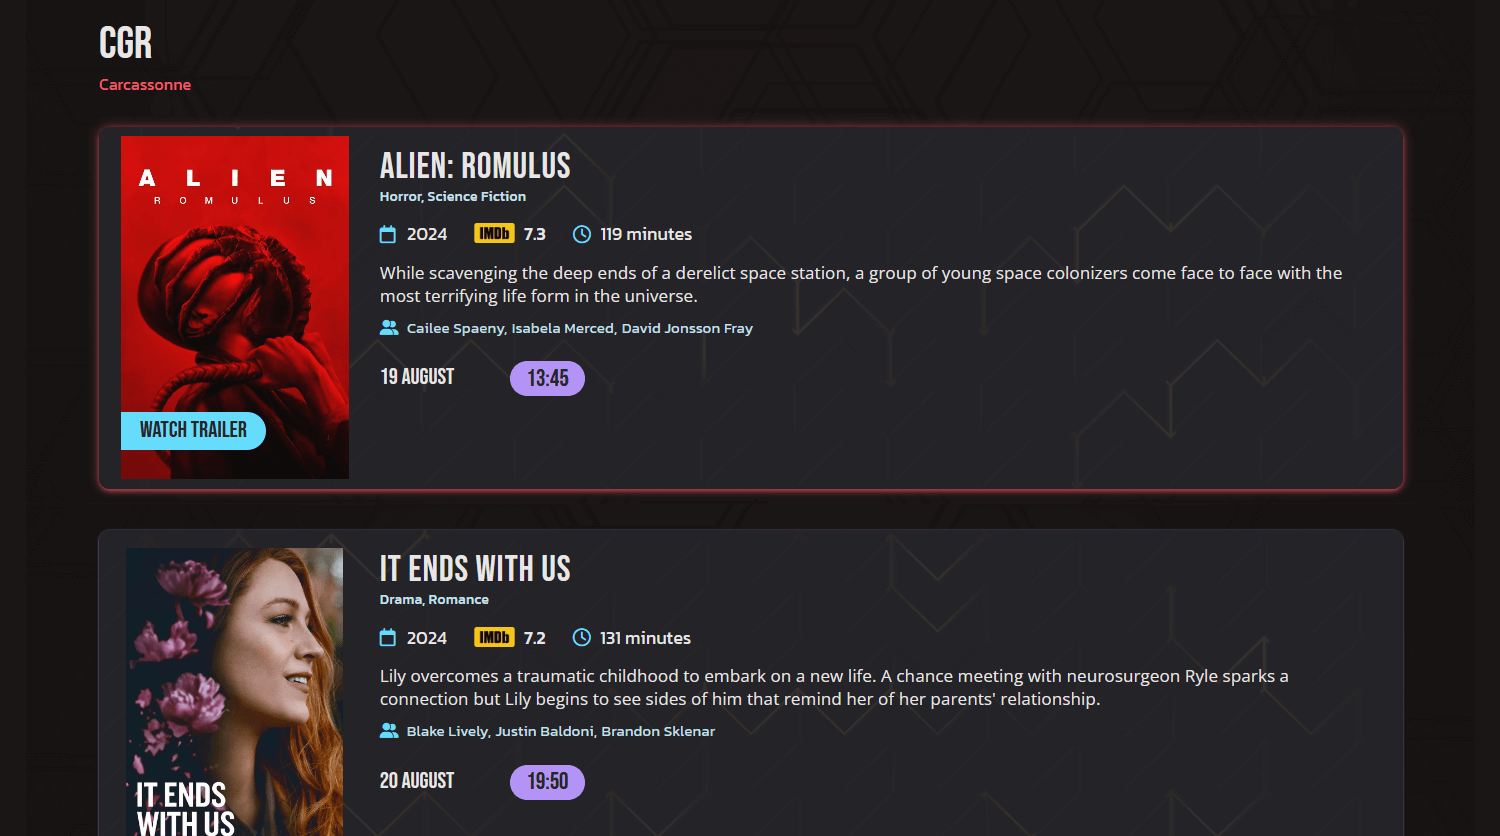 CGR
Carcassonne
A L I E N
R O M U L U S
WATCH TRAILER
ALIEN: ROMULUS
Horror, Science Fiction
2024 IMDb 7.3 119 minutes
While scavenging the deep ends of a derelict space station, a group of young space colonizers come face to face with the
most terrifying life form in the universe.
Cailee Spaeny, Isabela Merced, David Jonsson Fray
19 AUGUST 13:45
IT ENDS
WITH US
IT ENDS WITH US
Drama, Romance
2024 IMDb 7.2 131 minutes
Lily overcomes a traumatic childhood to embark on a new life. A chance meeting with neurosurgeon Ryle sparks a
connection but Lily begins to see sides of him that remind her of her parents' relationship.
Blake Lively, Justin Baldoni, Brandon Sklenar
20 AUGUST 19:50